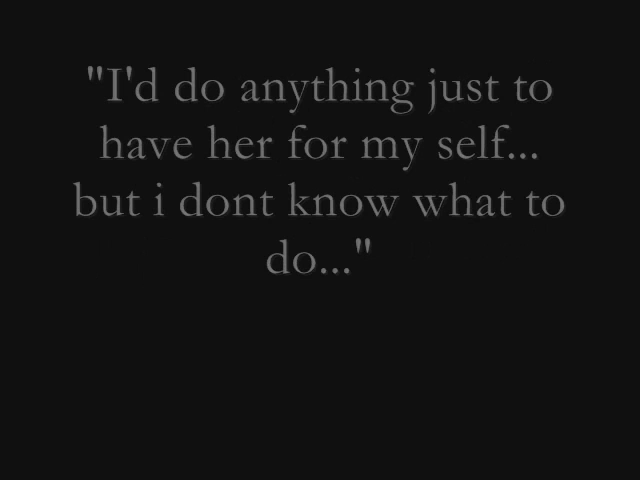 "I'd do anything just to
have her for my self...
but i dont know what to
do..."